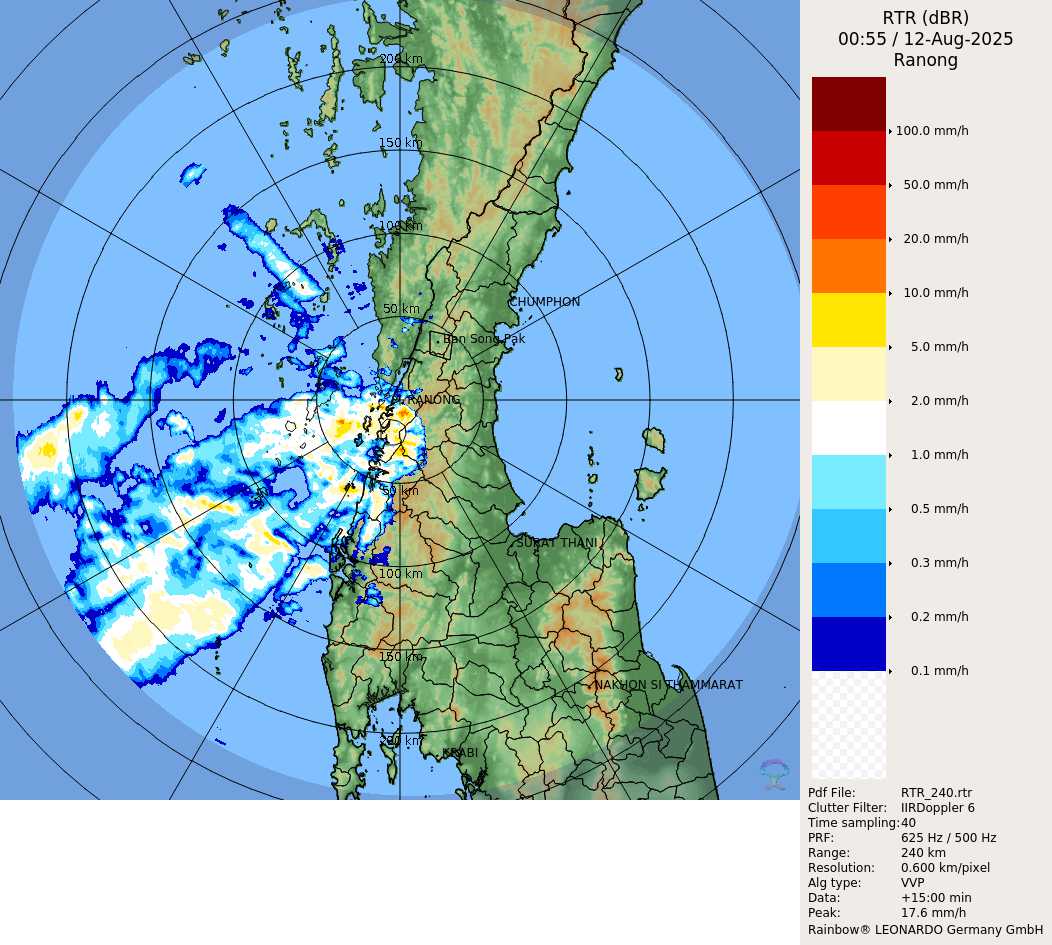 RTR (dBR)
00:55 / 12-Aug-2025
Ranong
100.0 mm/h
50.0 mm/h
20.0 mm/h
10.0 mm/h
5.0 mm/h
2.0 mm/h
1.0 mm/h
0.5 mm/h
0.3 mm/h
0.2 mm/h
0.1 mm/h
Pdf File: RTR_240.rtr
Clutter Filter: IIRDoppler 6
Time sampling: 40
PRF: 625 Hz / 500 Hz
Range: 240 km
Resolution: 0.600 km/pixel
Alg type: VVP
Data: +15:00 min
Peak: 17.6 mm/h
Rainbow® LEONARDO Germany GmbH
200 km
150 km
100 km
CHUMPHON
50 km
Ban Song Pak
RANONG
50 km
SURAT THANI
100 km
150 km
NAKHON SI THAMMARAT
200 km
KRABI